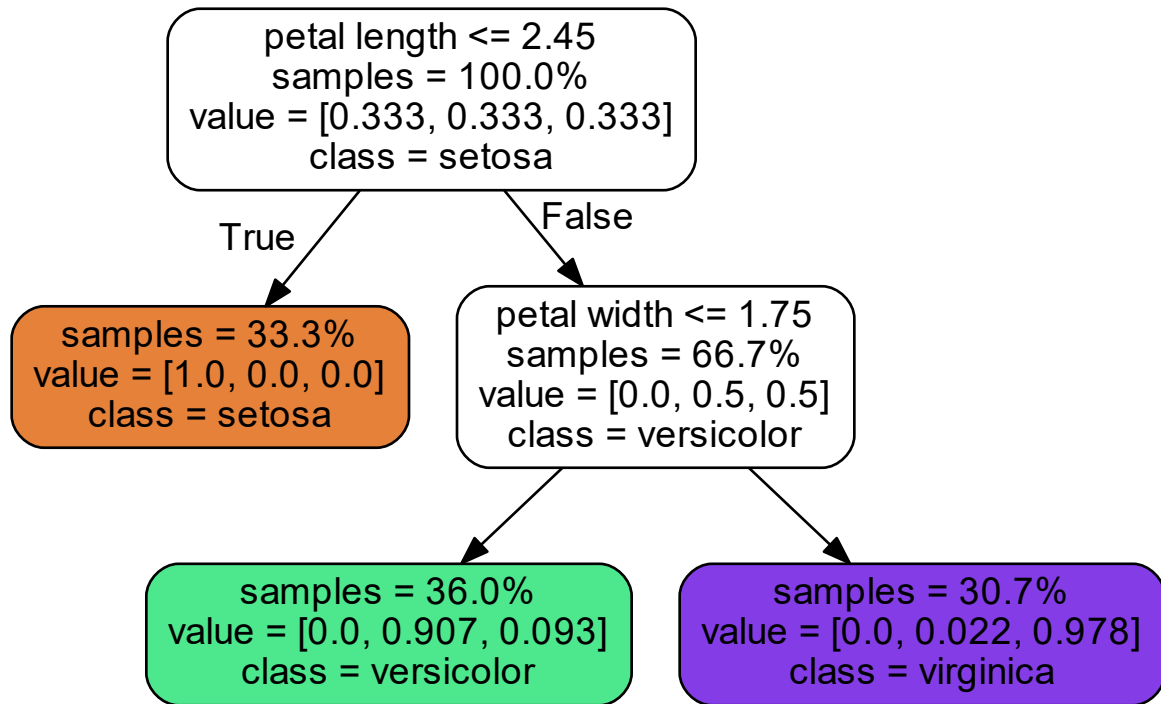 petal length <= 2.45
samples = 100.0%
value = [0.333, 0.333, 0.333]
class = setosa
True
False
samples = 33.3%
value = [1.0, 0.0, 0.0]
class = setosa
petal width <= 1.75
samples = 66.7%
value = [0.0, 0.5, 0.5]
class = versicolor
samples = 36.0%
value = [0.0, 0.907, 0.093]
class = versicolor
samples = 30.7%
value = [0.0, 0.022, 0.978]
class = virginica